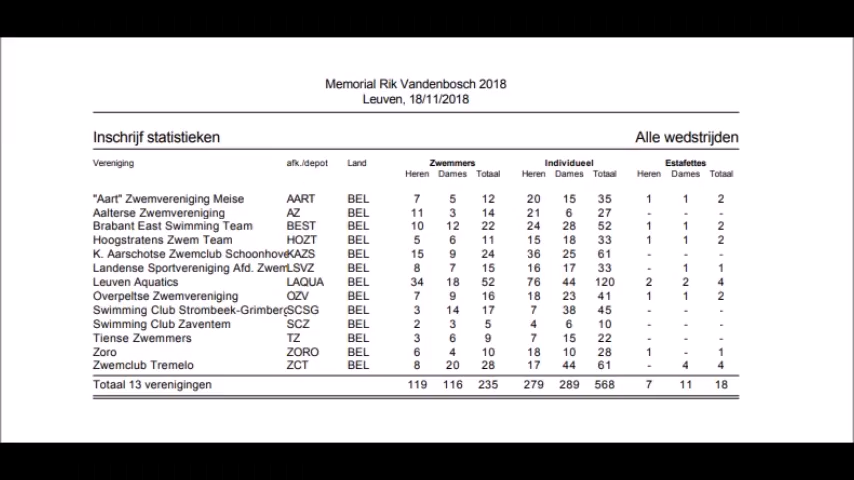 Memorial Rik Vandenbosch 2018
Leuven, 18/11/2018
Inschrijf statistieken Alle wedstrijden
Vereniging afk./depot Land Zwemmers Individueel Estafettes
Heren Dames Totaal Heren Dames Totaal Heren Dames Totaal
"Aart" Zwemvereniging Meise AART BEL 7 5 12 20 15 35 1 1 2
Aalterse Zwemvereniging AZ BEL 11 3 14 21 6 27 - - -
Brabant East Swimming Team BEST BEL 10 12 22 24 28 52 1 1 2
Hoogstratens Zwem Team HOZT BEL 5 6 11 15 18 33 1 1 2
K. Aarschotse Zwemclub Schoonhove KAZS BEL 15 9 24 36 25 61 - - -
Landense Sportvereniging Afd. Zwem LSVZ BEL 8 7 15 16 17 33 - 1 1
Leuven Aquatics LAQUA BEL 34 18 52 76 44 120 2 2 4
Overpeltse Zwemvereniging OZV BEL 7 9 16 18 23 41 1 1 2
Swimming Club Strombeek-Grimberg SCSG BEL 3 14 17 7 38 45 - - -
Swimming Club Zaventem SCZ BEL 2 3 5 4 6 10 - - -
Tiense Zwemmers TZ BEL 3 6 9 7 15 22 - - -
Zoro ZORO BEL 6 4 10 18 10 28 1 - 1
Zwemclub Tremelo ZCT BEL 8 20 28 17 44 61 - 4 4
Totaal 13 verenigingen 119 116 235 279 289 568 7 11 18